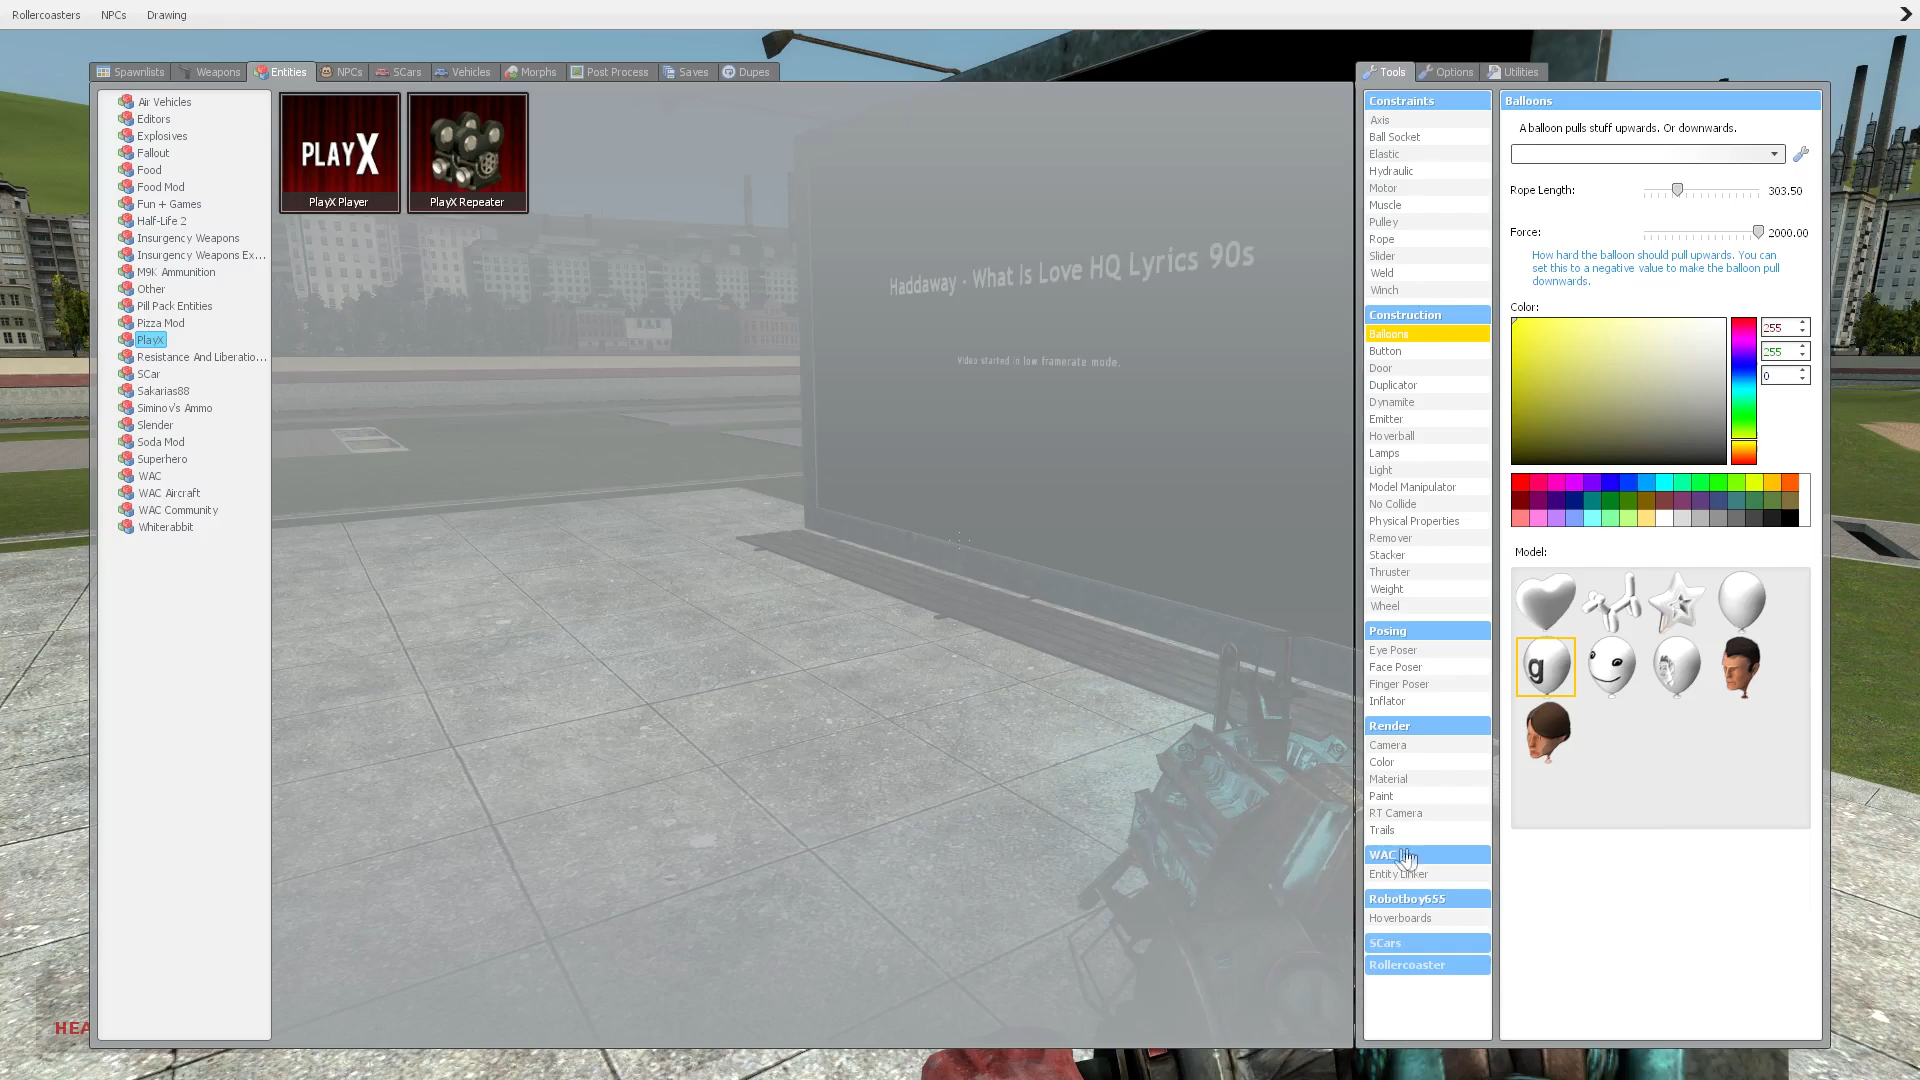 Rollercoasters NPCs Drawing
Spawnlists Weapons Entities NPCs SCars Vehicles Morphs Post Process Saves Dupes
Tools Options Utilities
Air Vehicles
Editors
Explosives
Fallout
Food
Food Mod
Fun + Games
Half-Life 2
Insurgency Weapons
Insurgency Weapons Ex...
M9K Ammunition
Other
Pill Pack Entities
Pizza Mod
PlayX
Resistance And Liberatio...
SCar
Sakarias88
Siminov's Ammo
Slender
Soda Mod
Superhero
WAC
WAC Aircraft
WAC Community
Whiterabbit
PLAYX
PlayX Player
PlayX Repeater
Haddaway - What Is Love HQ Lyrics 90s
Video started in low framerate mode.
HEA
Constraints
Axis
Ball Socket
Elastic
Hydraulic
Motor
Muscle
Pulley
Rope
Slider
Weld
Winch
Construction
Balloons
Button
Door
Duplicator
Dynamite
Emitter
Hoverball
Lamps
Light
Model Manipulator
No Collide
Physical Properties
Remover
Stacker
Thruster
Weight
Wheel
Posing
Eye Poser
Face Poser
Finger Poser
Inflator
Render
Camera
Color
Material
Paint
RT Camera
Trails
WAC
Entity Linker
Robotboy655
Hoverboards
SCars
Rollercoaster
Balloons
A balloon pulls stuff upwards. Or downwards.
Rope Length: 303.50
Force: 2000.00
How hard the balloon should pull upwards. You can
set this to a negative value to make the balloon pull
downwards.
Color:
255
255
0
Model:
g